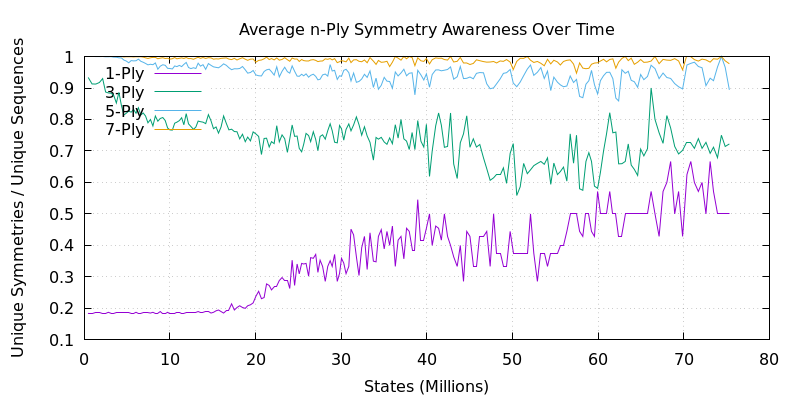 Average n-Ply Symmetry Awareness Over Time
Unique Symmetries / Unique Sequences
1
0.9
0.8
0.7
0.6
0.5
0.4
0.3
0.2
0.1
1-Ply
3-Ply
5-Ply
7-Ply
0 10 20 30 40 50 60 70 80
States (Millions)